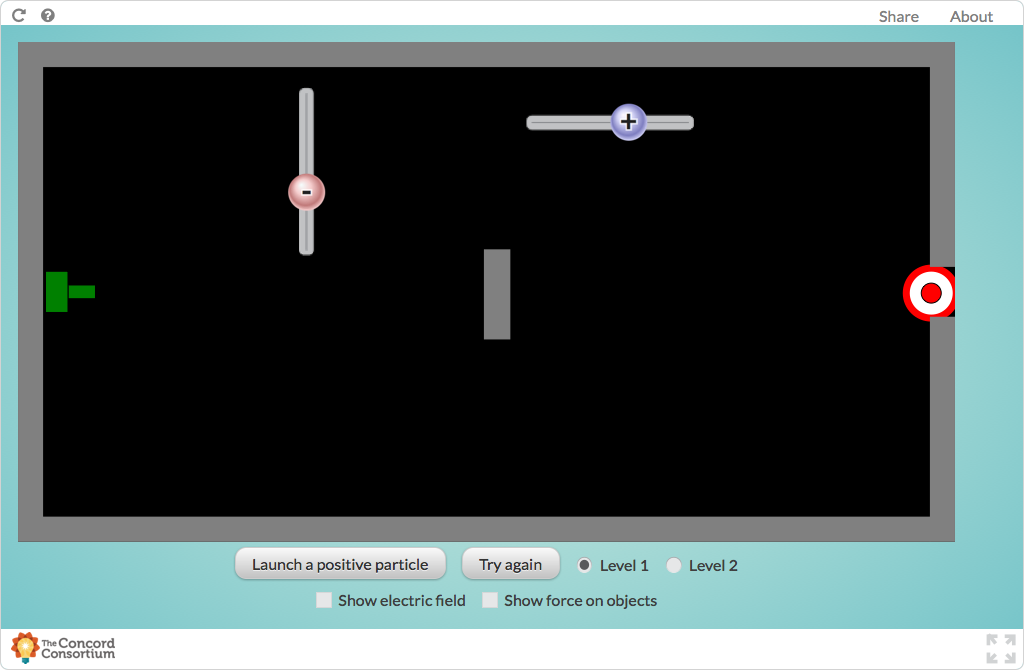 Share About
+
-
Launch a positive particle Try again Level 1 Level 2
Show electric field Show force on objects
The Concord
Consortium